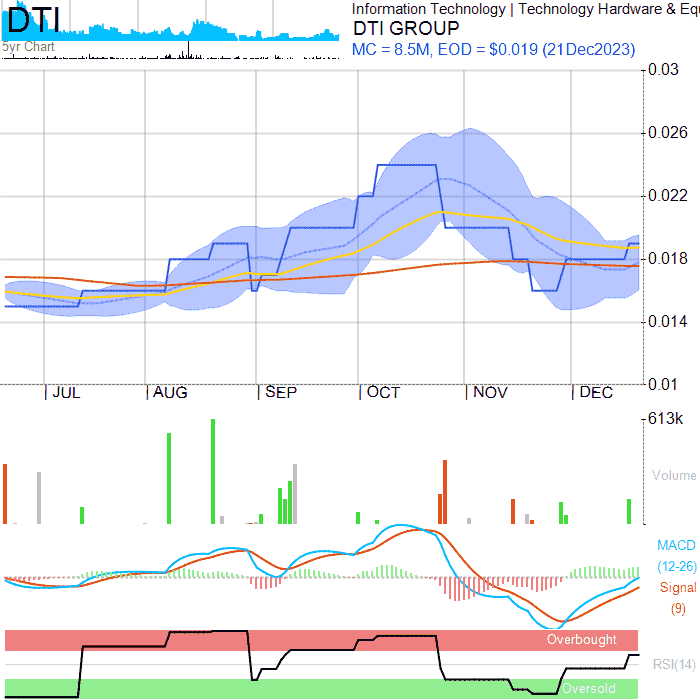 DTI
5yr Chart
Information Technology | Technology Hardware & Equ
DTI GROUP
MC = 8.5M, EOD = $0.019 (21Dec2023)
0.03
0.026
0.022
0.018
0.014
0.01
JUL AUG SEP OCT NOV DEC
613k
Volume
MACD
(12-26)
Signal
(9)
Overbought
RSI(14)
Oversold